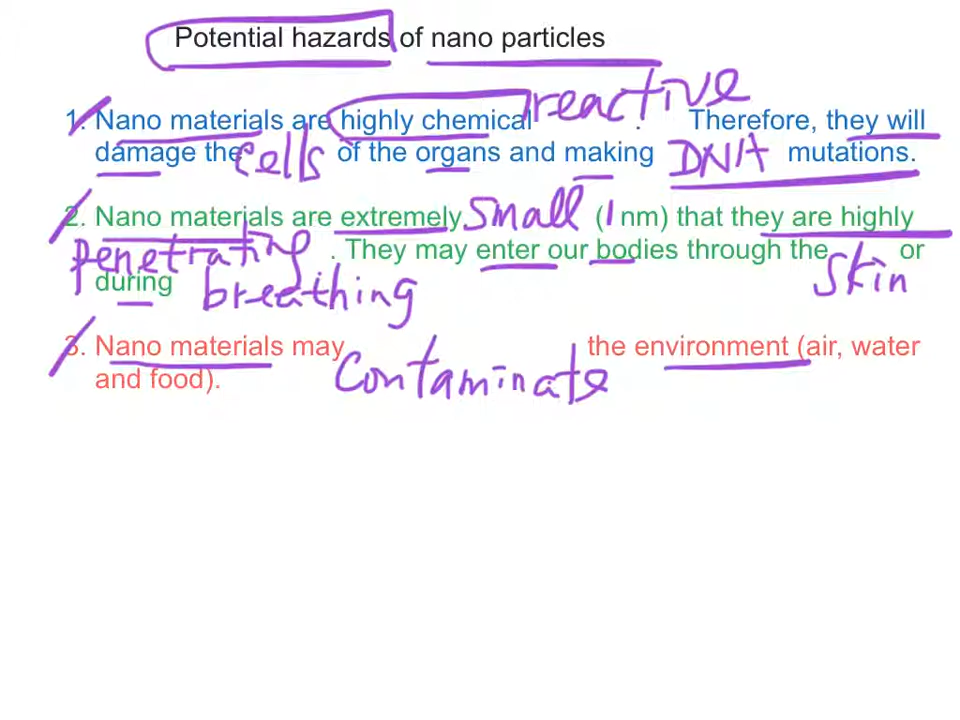 Potential hazards of nano particles
1. Nano materials are highly chemical reactive . Therefore, they will
damage the cells of the organs and making DNA mutations.
2. Nano materials are extremely small (1 nm) that they are highly
penetrating . They may enter our bodies through the skin or
during breathing
3. Nano materials may contaminate the environment (air, water
and food).